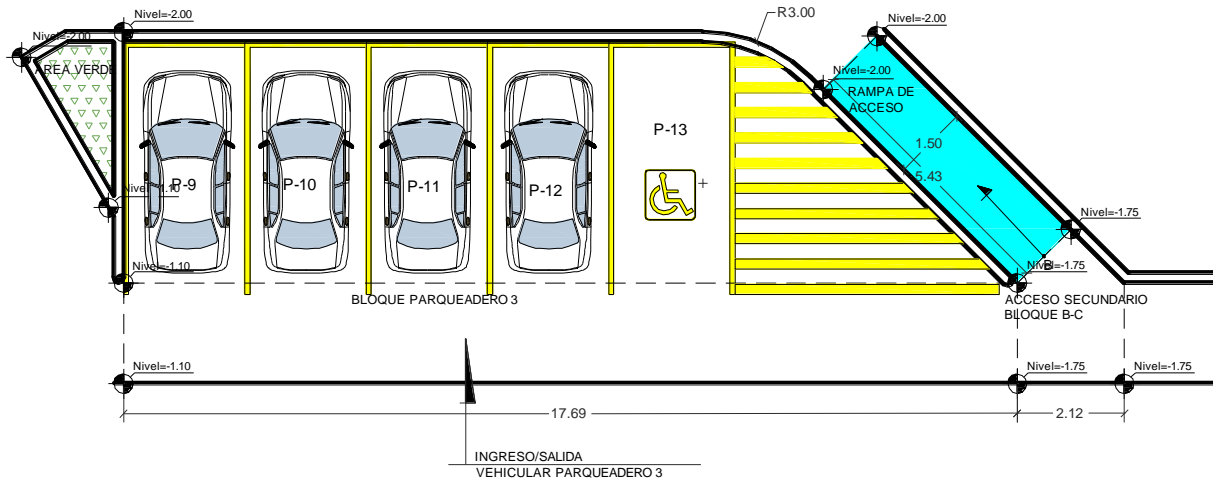 Nivel=-2.00
R3.00
Nivel=-2.00
Nivel=-2.00
AREA VERDE
Nivel=-2.00
RAMPA DE
ACCESO
P-13
1.50
5.43
P-9
P-10
P-11
P-12
Nivel=-1.10
Nivel=-1.75
B
Nivel=-1.10
Nivel=-1.75
BLOQUE PARQUEADERO 3
ACCESO SECUNDARIO
BLOQUE B-C
Nivel=-1.10
Nivel=-1.75
Nivel=-1.75
17.69
2.12
INGRESO/SALIDA
VEHICULAR PARQUEADERO 3